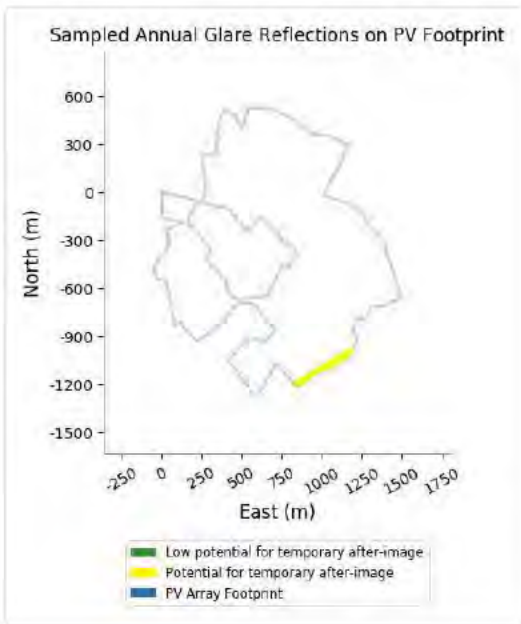 Sampled Annual Glare Reflections on PV Footprint
600
300
0
-300
-600
-900
-1200
-1500
North (m)
-250 0 250 500 750 1000 1250 1500 1750
East (m)
Low potential for temporary after-image
Potential for temporary after-image
PV Array Footprint